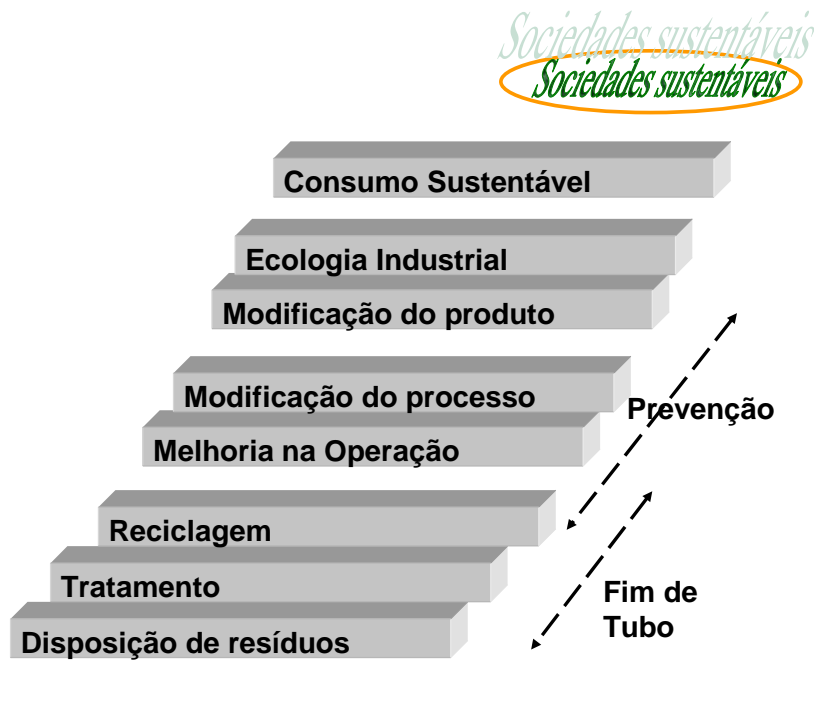 Sociedades sustentáveis
Sociedades sustentáveis
Consumo Sustentável
Ecologia Industrial
Modificação do produto
Modificação do processo
Prevenção
Melhoria na Operação
Reciclagem
Tratamento
Fim de
Tubo
Disposição de resíduos